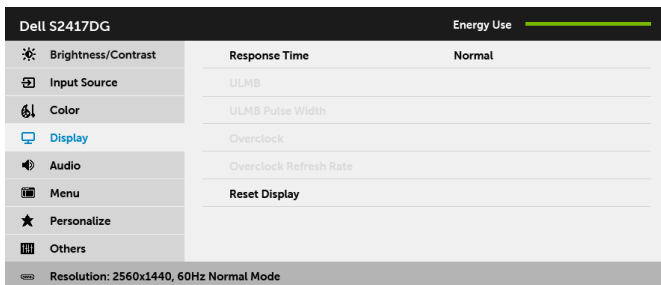 Dell S2417DG Energy Use
Brightness/Contrast Response Time Normal
Input Source ULMB
Color ULMB Pulse Width
Display Overclock
Audio Overclock Refresh Rate
Menu Reset Display
Personalize
Others
Resolution: 2560x1440, 60Hz Normal Mode